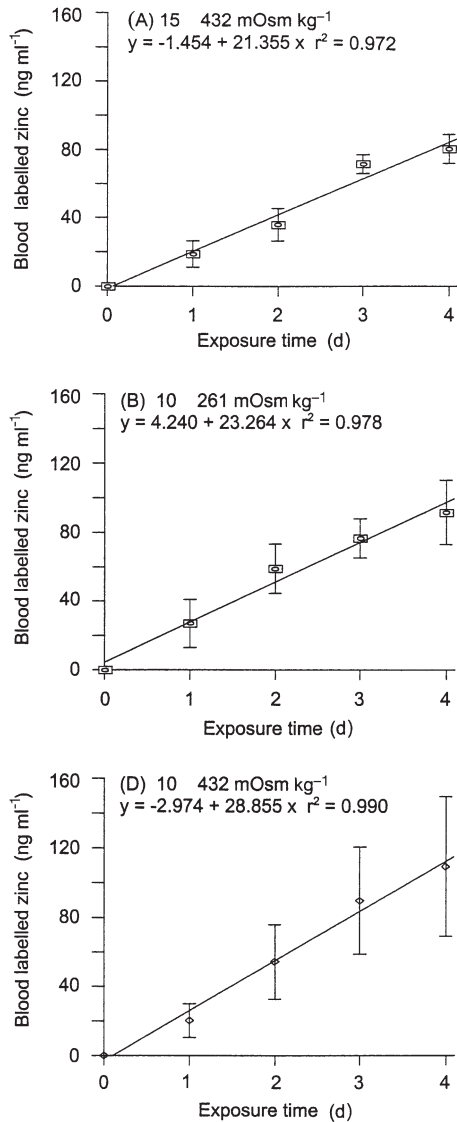 (A) 15 432 mOsm kg⁻¹
y = -1.454 + 21.355 x r² = 0.972
Blood labelled zinc (ng ml⁻¹)
160
120
80
40
0
0 1 2 3 4
Exposure time (d)
(B) 10 261 mOsm kg⁻¹
y = 4.240 + 23.264 x r² = 0.978
Blood labelled zinc (ng ml⁻¹)
160
120
80
40
0
0 1 2 3 4
Exposure time (d)
(D) 10 432 mOsm kg⁻¹
y = -2.974 + 28.855 x r² = 0.990
Blood labelled zinc (ng ml⁻¹)
160
120
80
40
0
0 1 2 3 4
Exposure time (d)